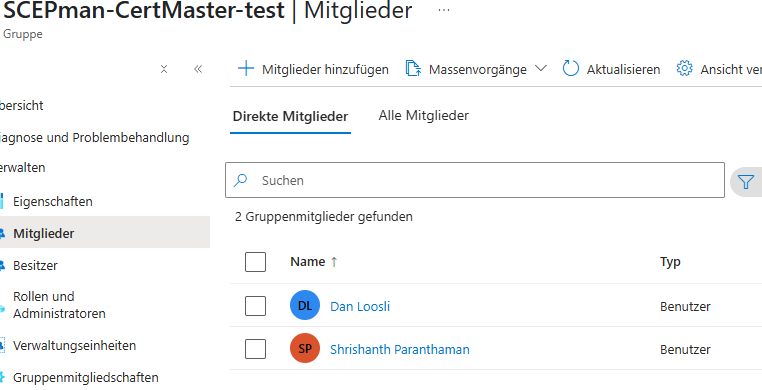 SCEPman-CertMaster-test | Mitglieder ...
Gruppe
Mitglieder hinzufügen Massenvorgänge Aktualisieren Ansicht ver
bersicht
iagnose und Problembehandlung
erwalten
Eigenschaften
Mitglieder
Besitzer
Rollen und
Administratoren
Verwaltungseinheiten
Gruppenmitgliedschaften
Direkte Mitglieder Alle Mitglieder
Suchen
2 Gruppenmitglieder gefunden
Name ↑ Typ
DL Dan Loosli Benutzer
SP Shrishanth Paranthaman Benutzer